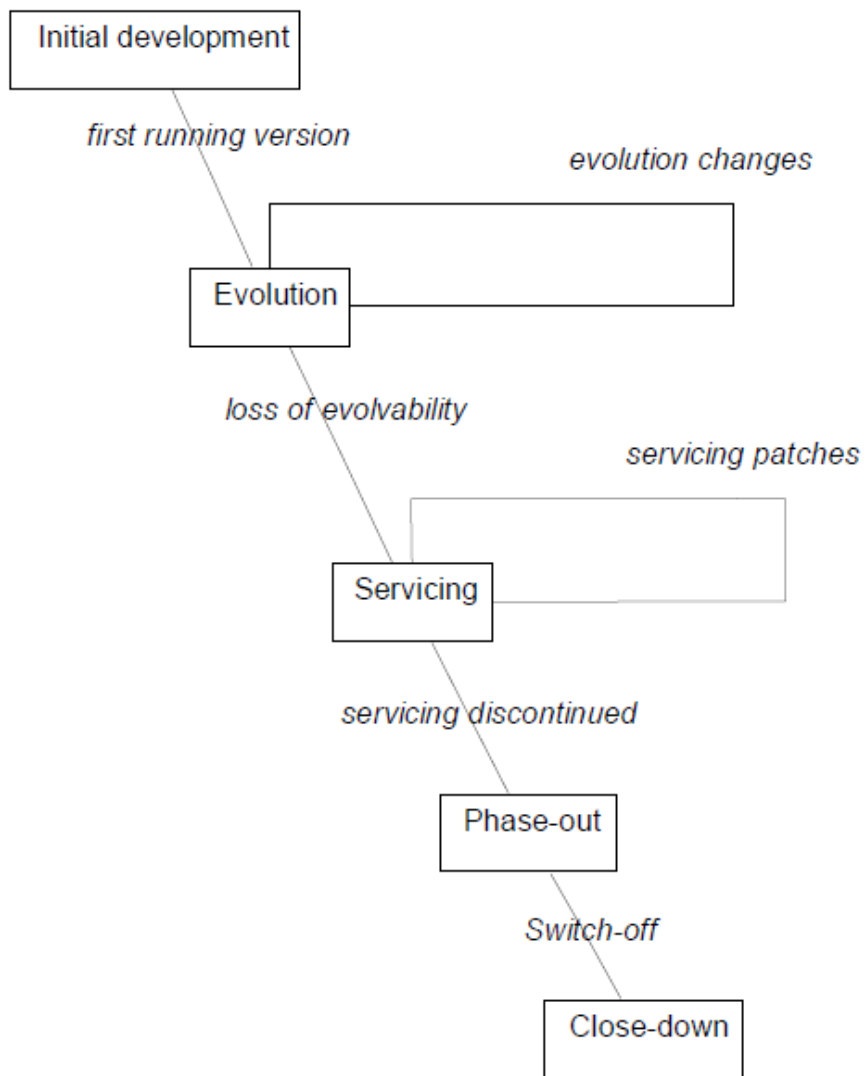 Initial development
first running version
evolution changes
Evolution
loss of evolvability
servicing patches
Servicing
servicing discontinued
Phase-out
Switch-off
Close-down